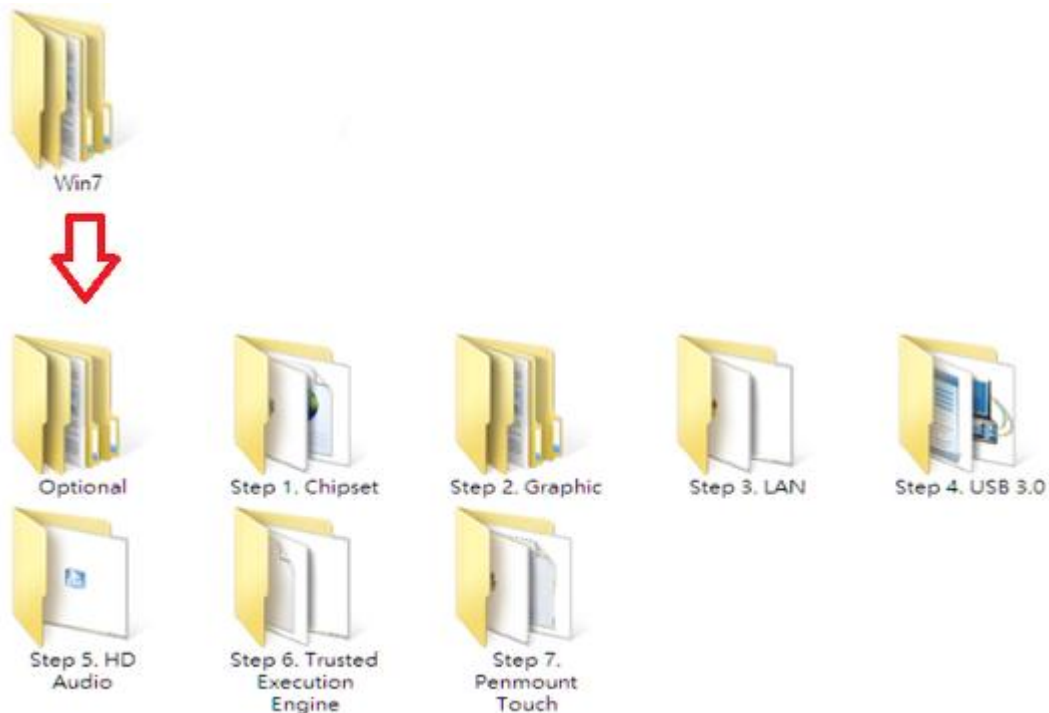 Win7
Optional
Step 1. Chipset
Step 2. Graphic
Step 3. LAN
Step 4. USB 3.0
Step 5. HD
Audio
Step 6. Trusted
Execution
Engine
Step 7.
Penmount
Touch